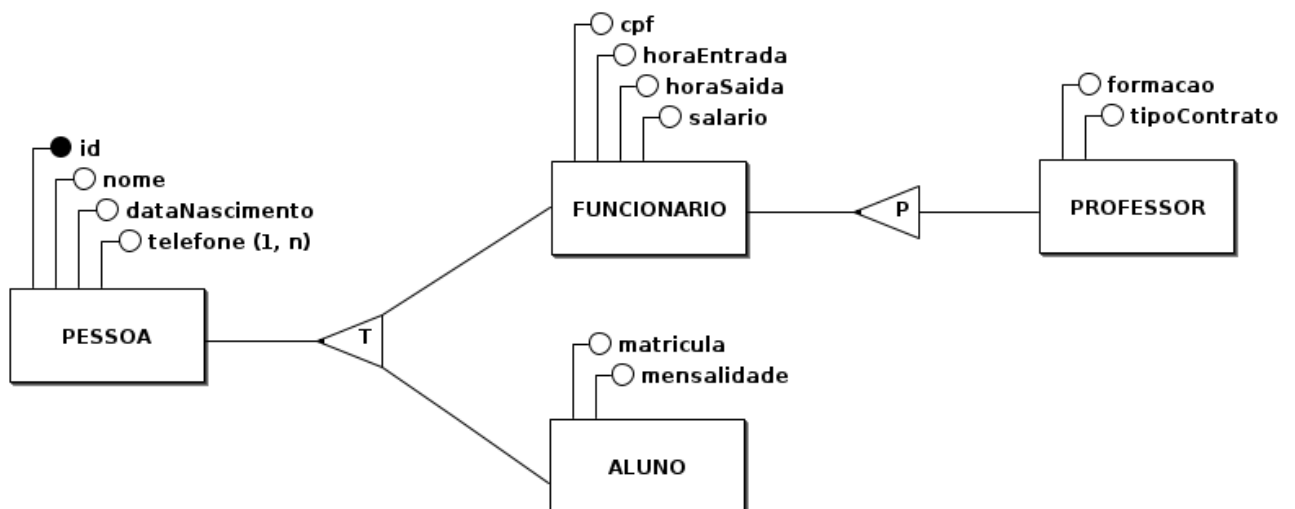 cpf
horaEntrada
horaSaida
salario
FUNCIONARIO
formacao
tipoContrato
PROFESSOR
P
id
nome
dataNascimento
telefone (1, n)
PESSOA
T
matricula
mensalidade
ALUNO